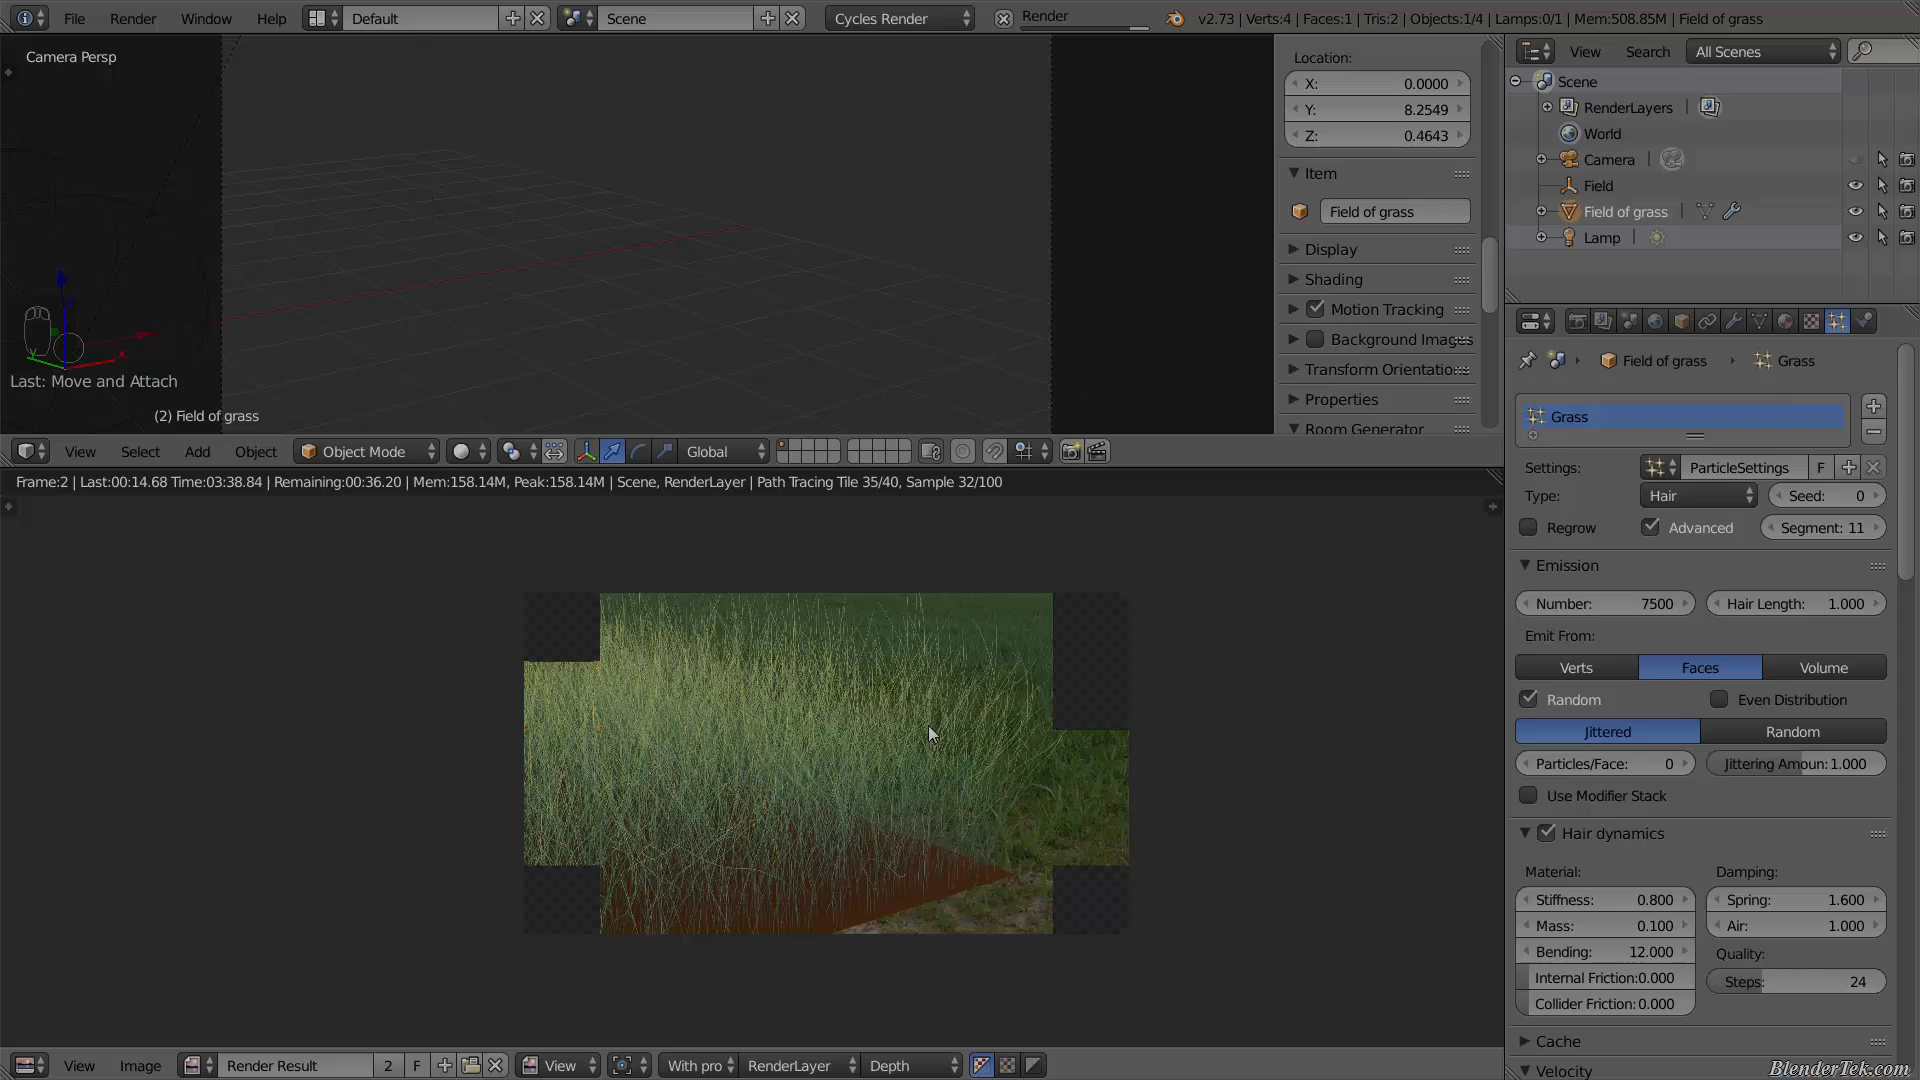 File Render Window Help Default Scene Cycles Render Render v2.73 | Verts:4 | Faces:1 | Tris:2 | Objects:1/4 | Lamps:0/1 | Mem:508.85M | Field of grass
Camera Persp
Last: Move and Attach
(2) Field of grass
Location:
X: 0.0000
Y: 8.2549
Z: 0.4643
Item
Field of grass
Display
Shading
Motion Tracking
Background Images
Transform Orientatio
Properties
Room Generator
View Select Add Object Object Mode Global
Frame:2 | Last:00:14.68 Time:03:38.84 | Remaining:00:36.20 | Mem:158.14M, Peak:158.14M | Scene, RenderLayer | Path Tracing Tile 35/40, Sample 32/100
View Image Render Result 2 F View With pro RenderLayer Depth
View Search All Scenes
Scene
RenderLayers
World
Camera
Field
Field of grass
Lamp
Field of grass Grass
Grass
Settings: ParticleSettings F
Type: Hair Seed: 0
Regrow Advanced Segment: 11
Emission
Number: 7500 Hair Length: 1.000
Emit From:
Verts Faces Volume
Random Even Distribution
Jittered Random
Particles/Face: 0 Jittering Amoun: 1.000
Use Modifier Stack
Hair dynamics
Material: Damping:
Stiffness: 0.800 Spring: 1.600
Mass: 0.100 Air: 1.000
Bending: 12.000 Quality:
Internal Friction:0.000 Steps: 24
Collider Friction: 0.000
Cache
Velocity
BlenderTek.com